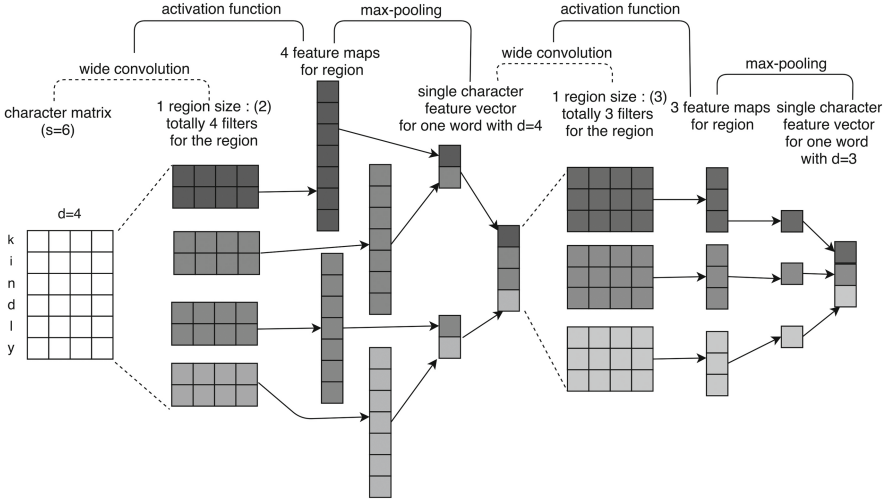 activation function
max-pooling
activation function
4 feature maps
for region
wide convolution
wide convolution
max-pooling
character matrix
(s=6)
1 region size : (2)
totally 4 filters
for the region
single character
feature vector
for one word with d=4
1 region size : (3)
totally 3 filters
for the region
3 feature maps
for region
single character
feature vector
for one word
with d=3
d=4
k
i
n
d
l
y